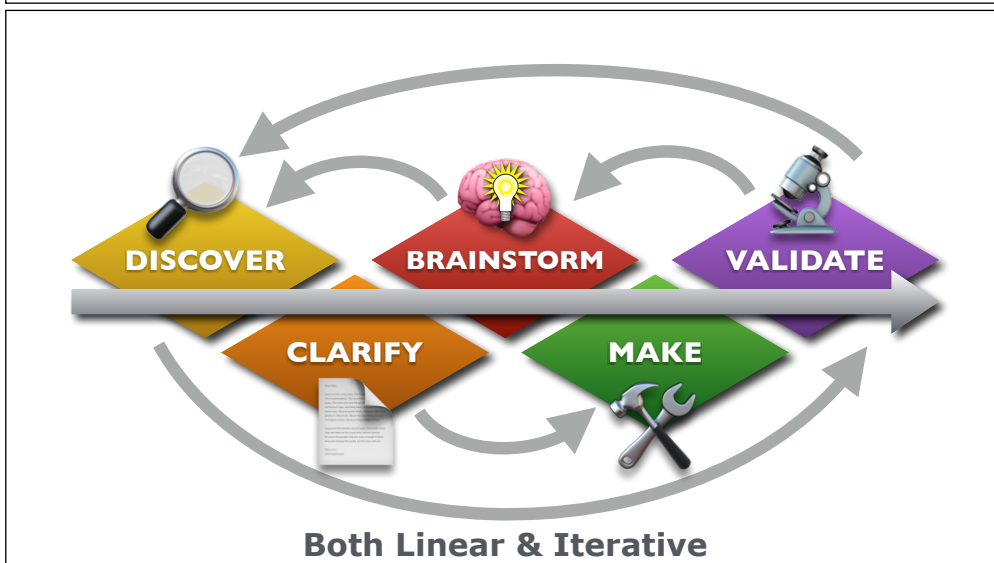 DISCOVER
BRAINSTORM
VALIDATE
CLARIFY
MAKE
Both Linear & Iterative